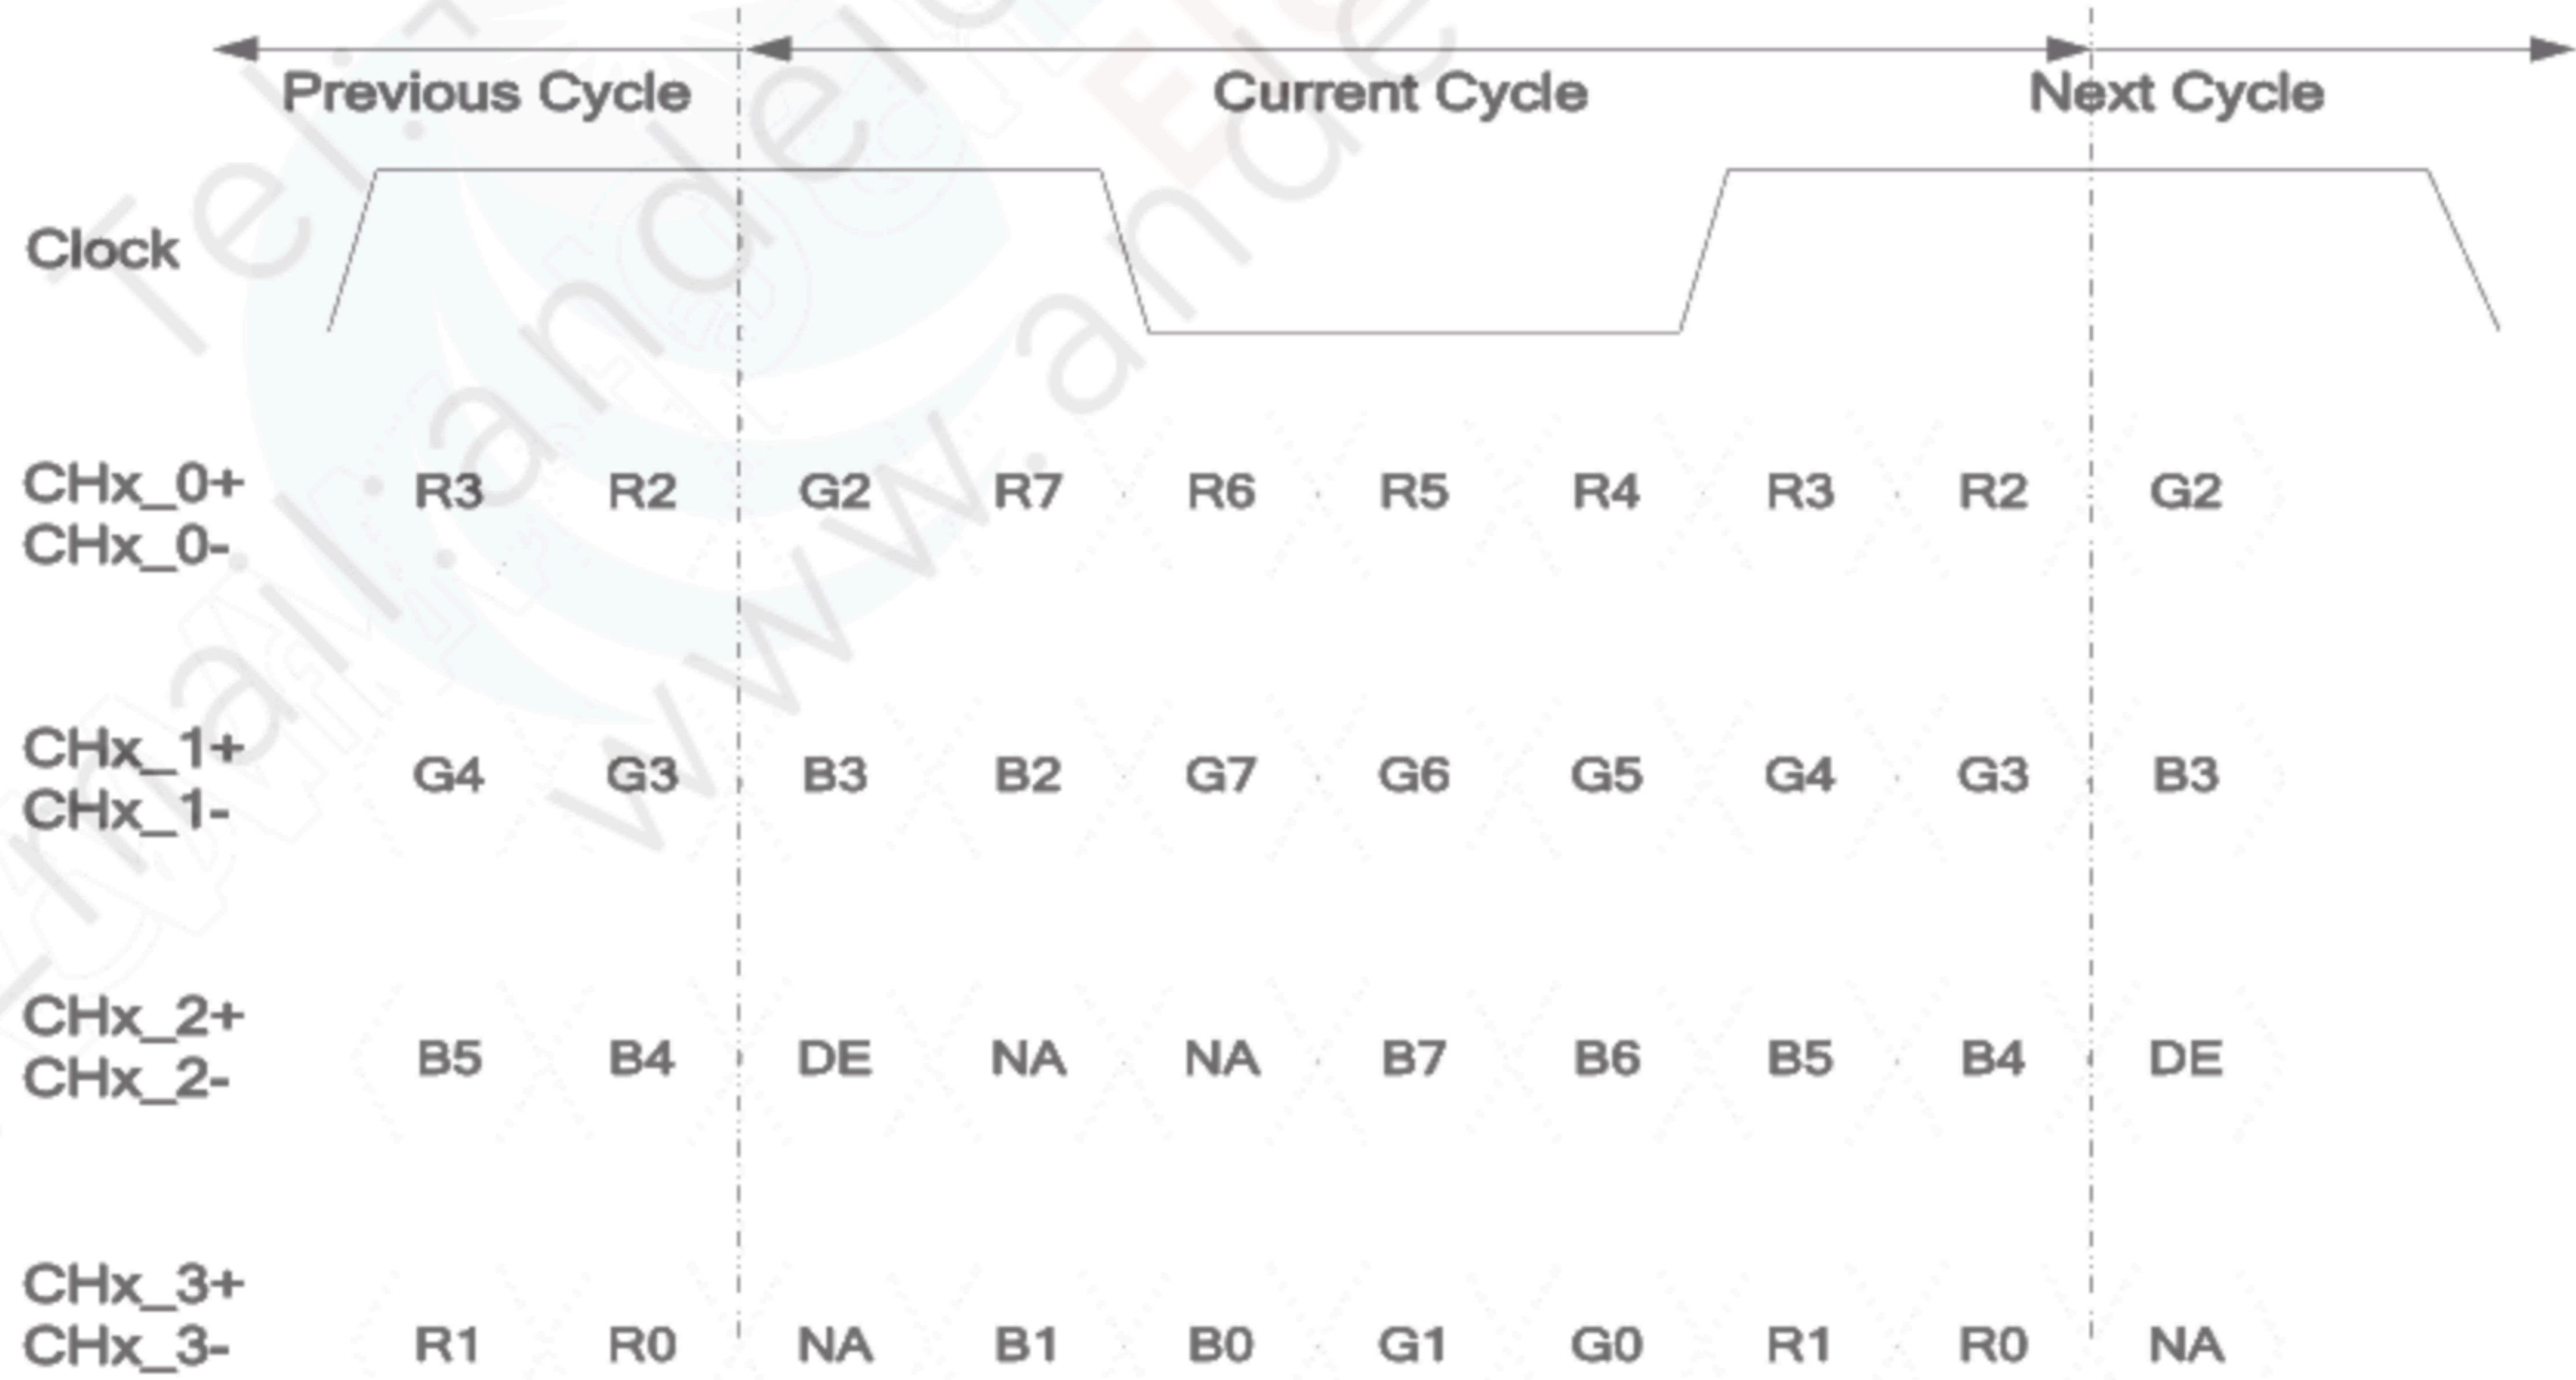 Previous Cycle Current Cycle Next Cycle
Clock
CHx_0+ R3 R2 G2 R7 R6 R5 R4 R3 R2 G2
CHx_0-
CHx_1+ G4 G3 B3 B2 G7 G6 G5 G4 G3 B3
CHx_1-
CHx_2+ B5 B4 DE NA NA B7 B6 B5 B4 DE
CHx_2-
CHx_3+
CHx_3- R1 R0 NA B1 B0 G1 G0 R1 R0 NA